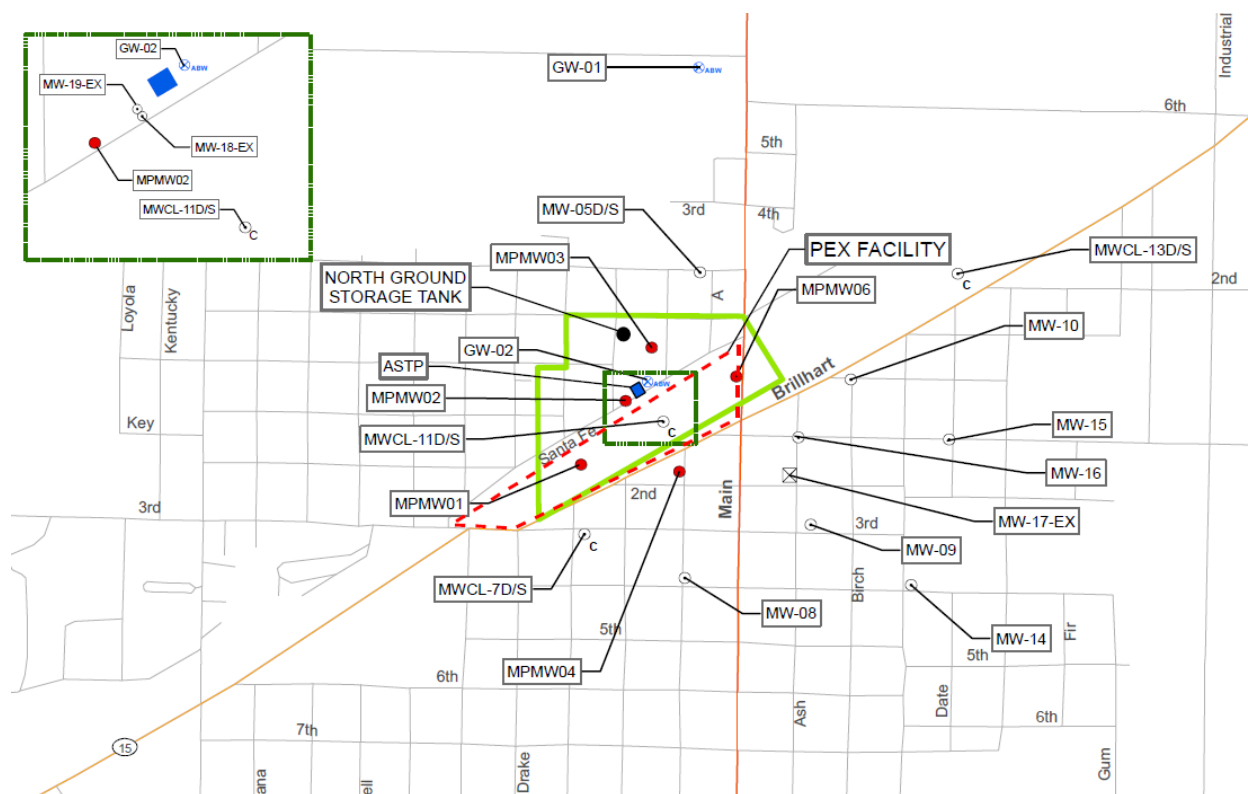 GW-02
ABW
MW-19-EX
MW-18-EX
MPMW02
MWCL-11D/S
C
GW-01
ABW
Industrial
6th
5th
4th
3rd
MW-05D/S
PEX FACILITY
MWCL-13D/S
C
MPMW03
NORTH GROUND
STORAGE TANK
A
MPMW06
2nd
Loyola
Kentucky
MW-10
GW-02
ABW
ASTP
MPMW02
Brillhart
Key
MWCL-11D/S
C
Santa Fe
MW-15
MW-16
MPMW01
2nd
Main
3rd
MW-17-EX
3rd
MW-09
C
MWCL-7D/S
Birch
MW-08
MW-14
5th
Fir
5th
MPMW04
6th
Ash
Date
6th
7th
15
ana
ell
Drake
Gum